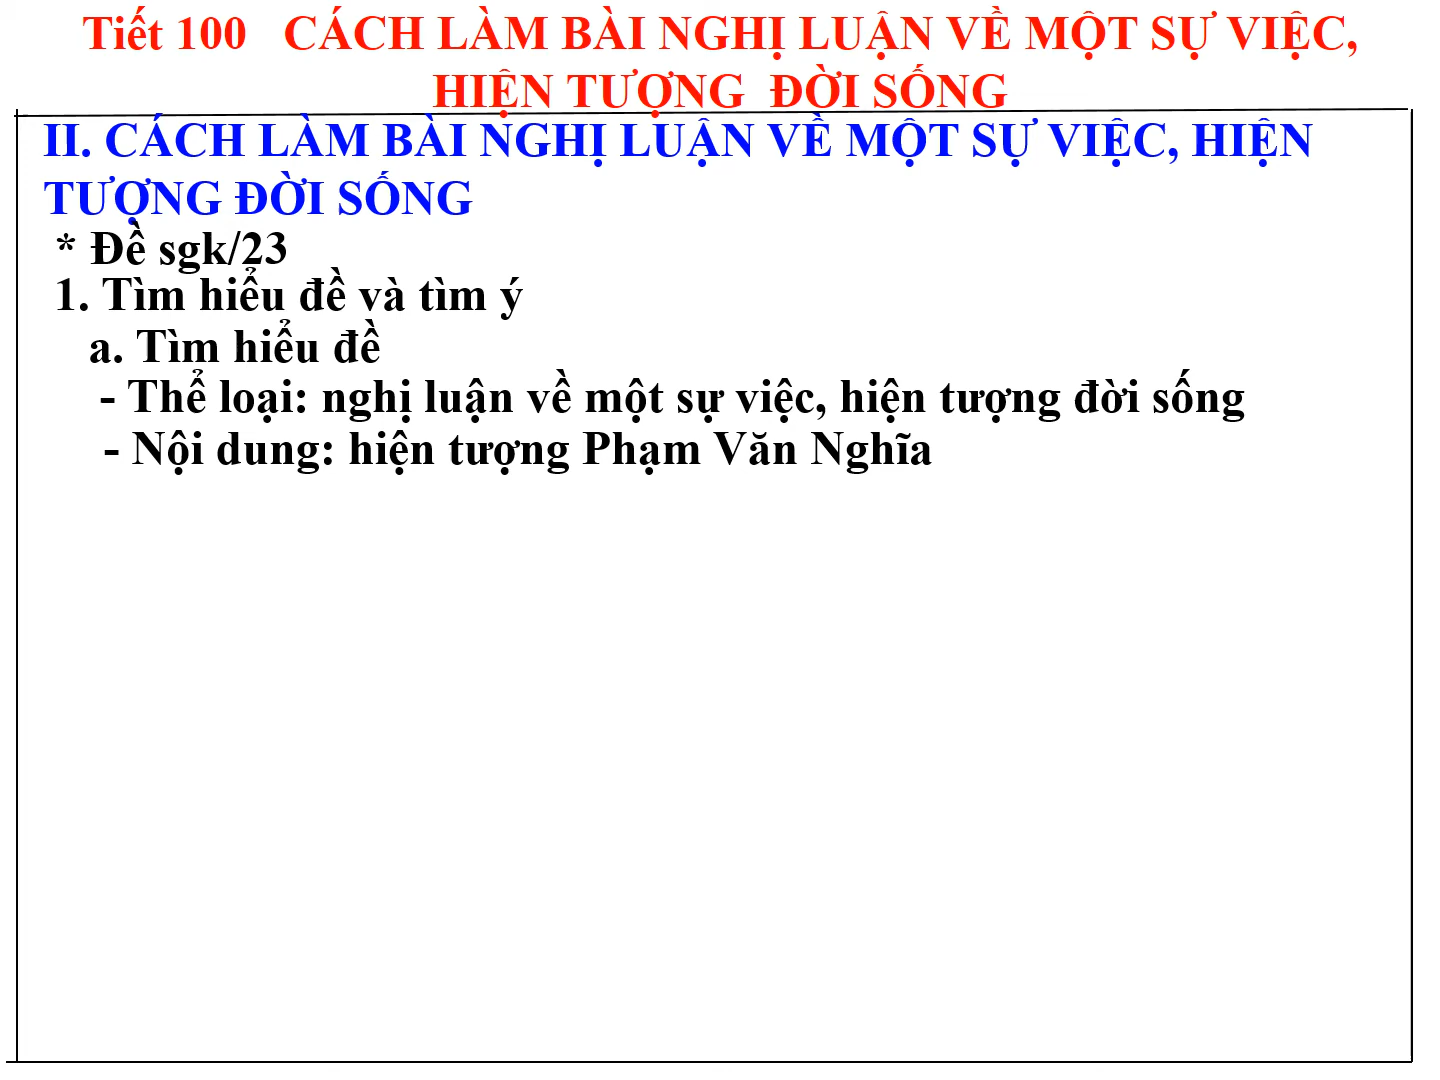 Tiết 100 CÁCH LÀM BÀI NGHỊ LUẬN VỀ MỘT SỰ VIỆC,
HIỆN TƯỢNG ĐỜI SỐNG
II. CÁCH LÀM BÀI NGHỊ LUẬN VỀ MỘT SỰ VIỆC, HIỆN
TƯỢNG ĐỜI SỐNG
* Đề sgk/23
1. Tìm hiểu đề và tìm ý
a. Tìm hiểu đề
- Thể loại: nghị luận về một sự việc, hiện tượng đời sống
- Nội dung: hiện tượng Phạm Văn Nghĩa